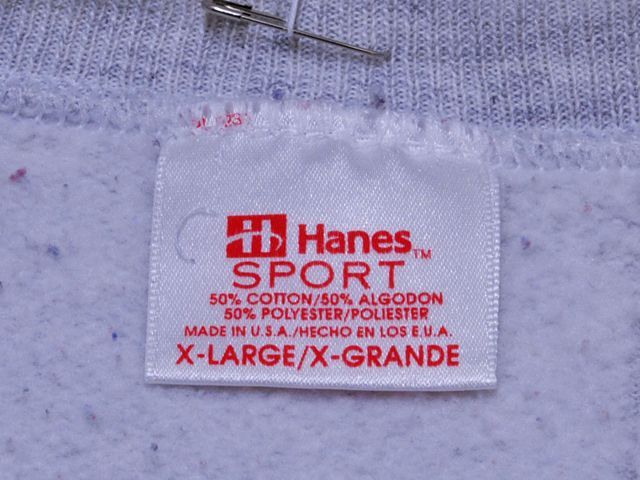 Hanes™
SPORT
50% COTTON/50% ALGODON
50% POLYESTER/POLIESTER
MADE IN U.S.A./HECHO EN LOS E.U.A.
X-LARGE/X-GRANDE